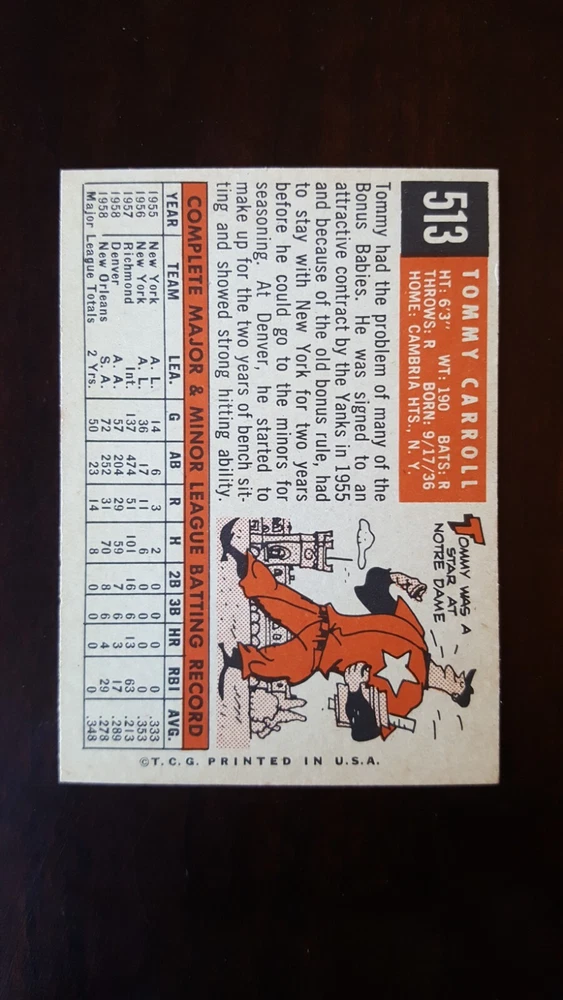 513
TOMMY CARROLL
HT: 6'3" WT: 190 BATS: R
THROWS: R BORN: 9/17/36
HOME: CAMBRIA HTS., N. Y.
TOMMY WAS A
STAR AT
NOTRE DAME
Tommy had the problem of many of the
Bonus Babies. He was signed to an
attractive contract by the Yanks in 1955
and because of the old bonus rule, had
to stay with New York for two years
before he could go to the minors for
seasoning. At Denver, he started to
make up for the two years of bench sit-
ting and showed strong hitting ability.
COMPLETE MAJOR & MINOR LEAGUE BATTING RECORD
YEAR TEAM LEA. G AB R H 2B 3B HR RBI AVG.
1955 New York A. L. 14 6 3 2 0 0 0 0 .333
1956 New York A. L. 36 17 11 6 0 0 0 0 .353
1957 Richmond Int. 137 474 51 101 16 6 13 63 .213
1958 Denver A. A. 57 204 29 59 7 6 3 17 .289
1958 New Orleans S. A. 72 252 31 70 8 6 4 29 .278
Major League Totals 2 Yrs. 50 23 14 8 0 0 0 0 .348
©T.C.G. PRINTED IN U.S.A.